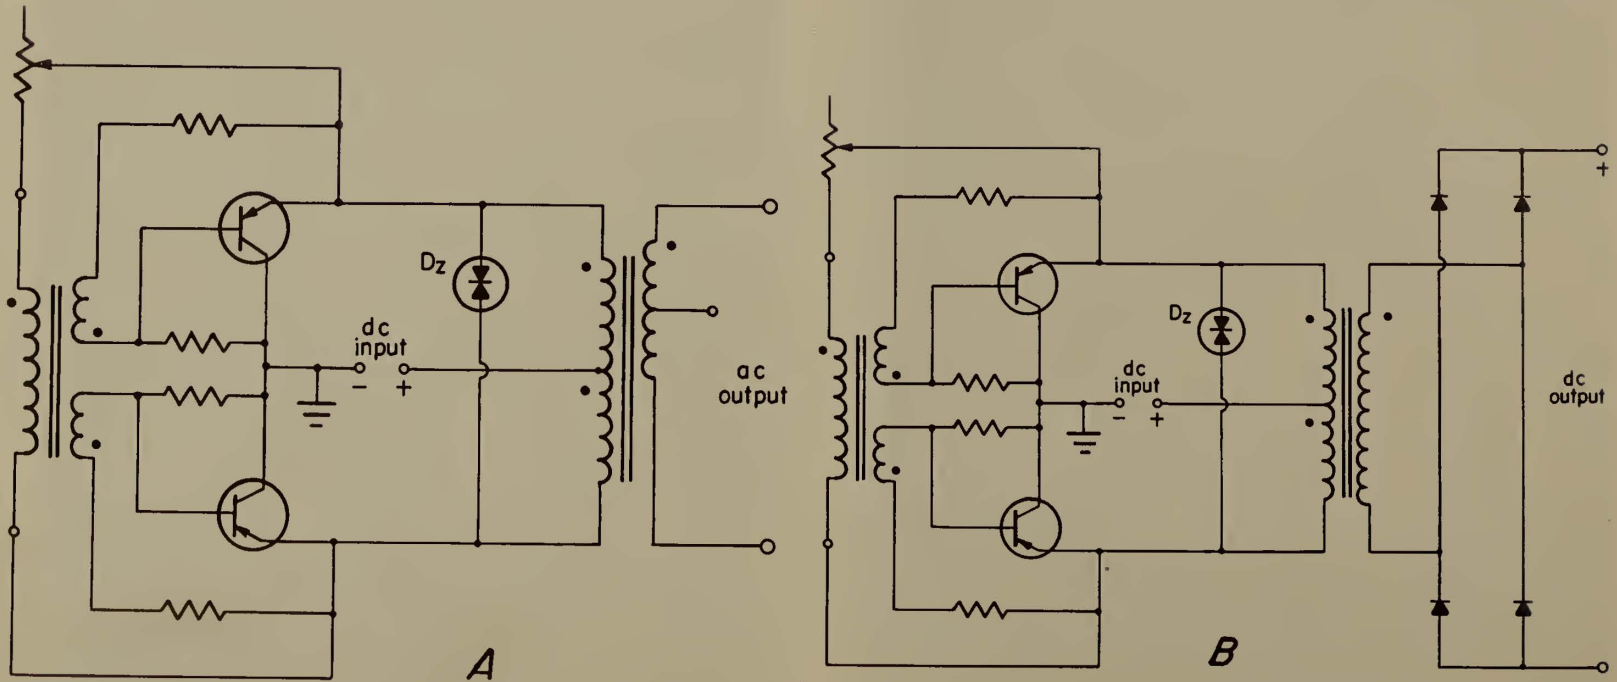 Dz
dc
input
- +
ac
output
A
+
Dz
dc
input
- +
dc
output
B